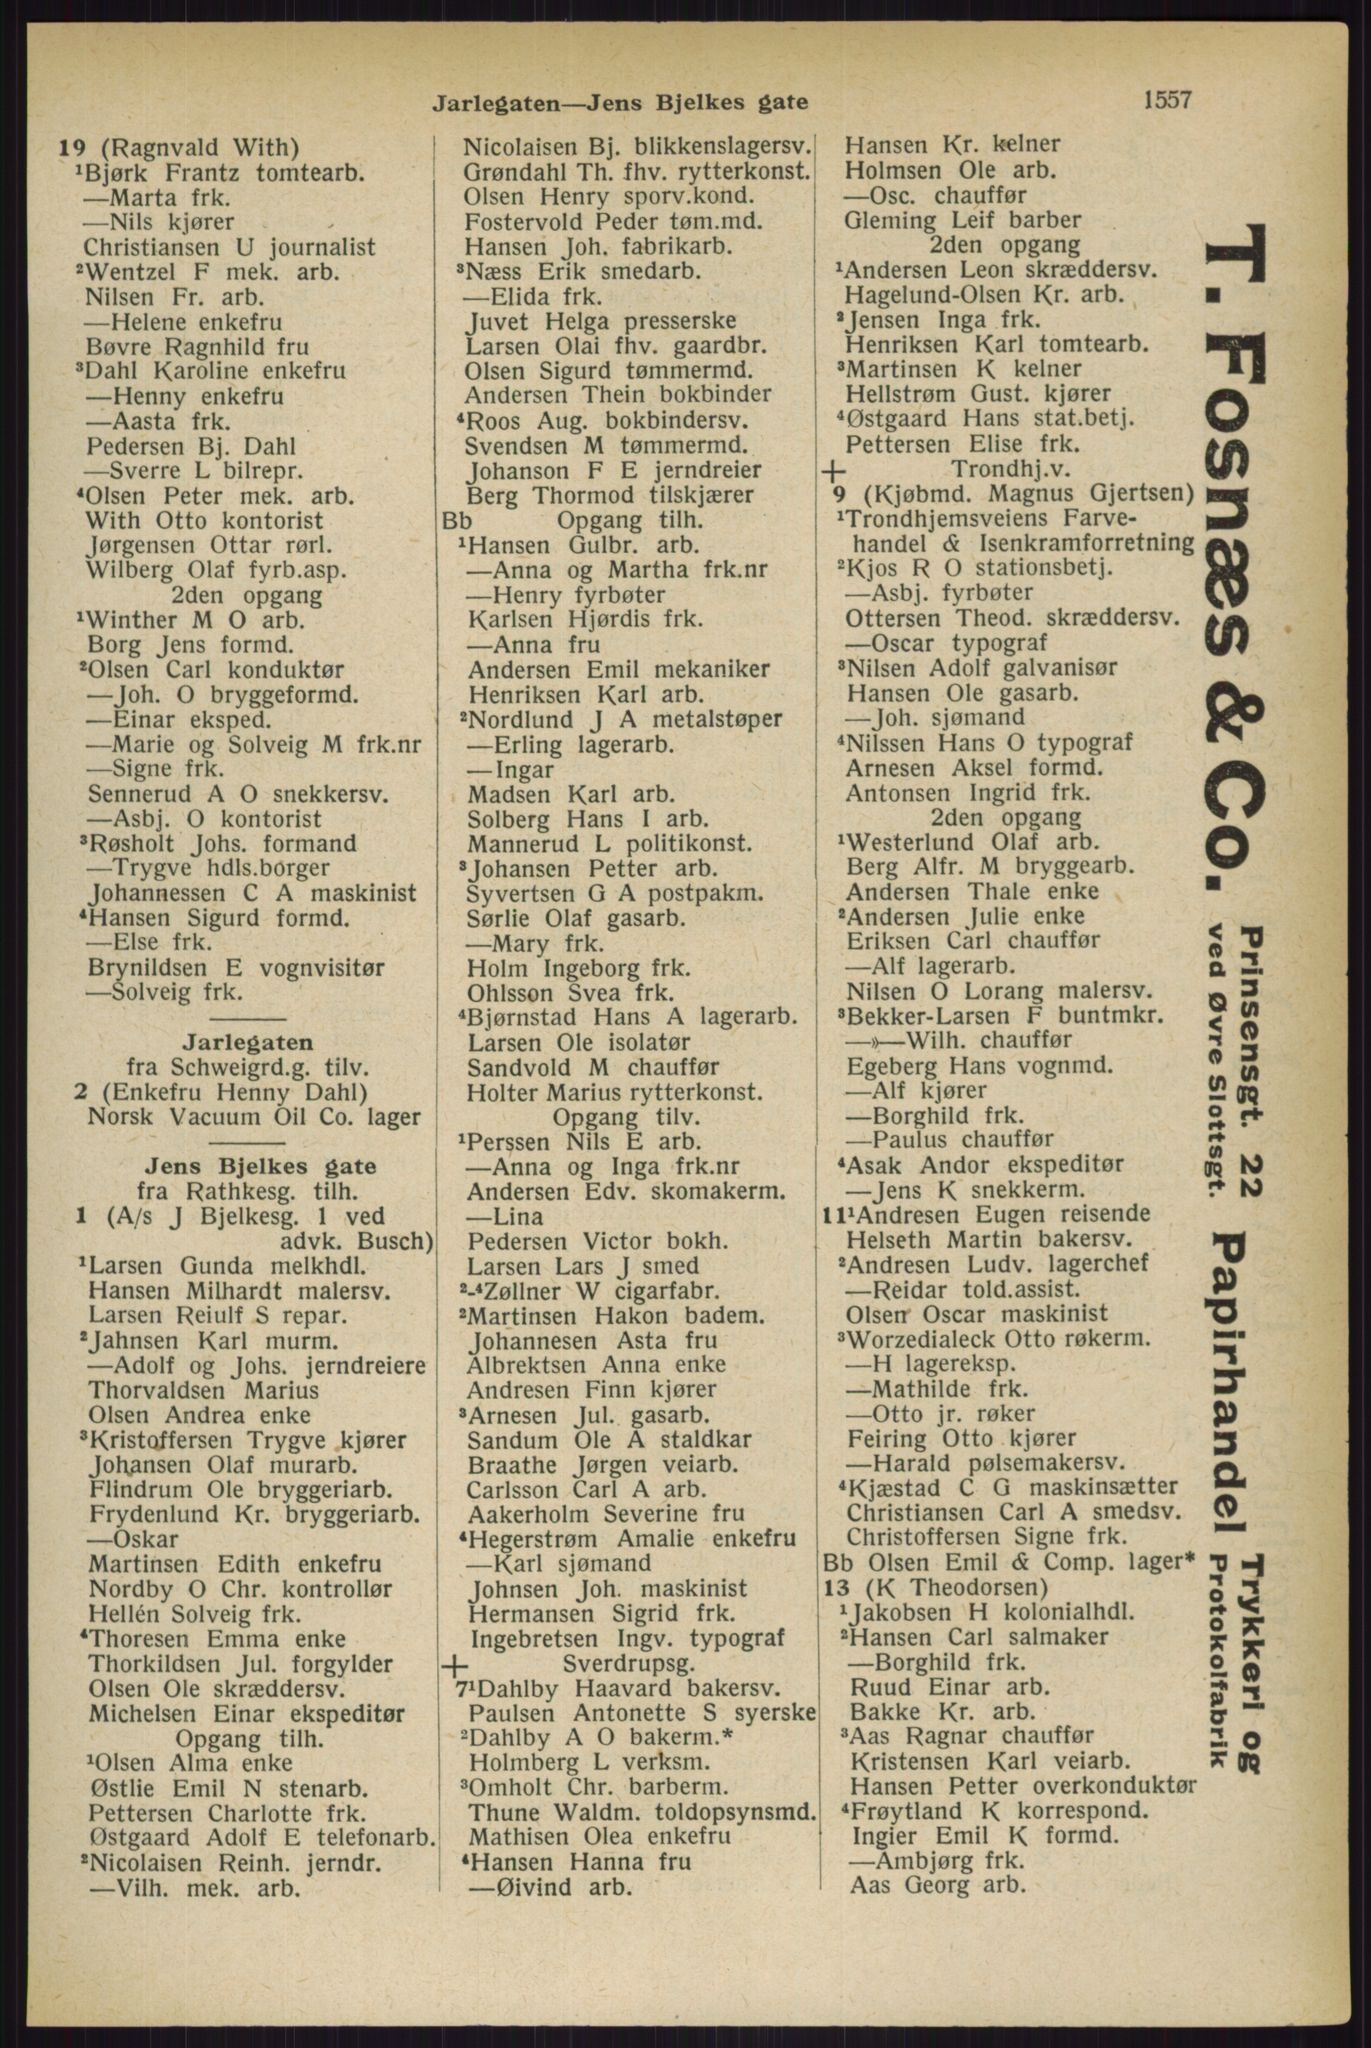 Jarlegaten—Jens Bjelkes gate
1557
19 (Ragnvald With)
¹Bjørk Frantz tomtearb.
—Marta frk.
—Nils kjører
Christiansen U journalist
²Wentzel F mek. arb.
Nilsen Fr. arb.
—Helene enkefru
Bøvre Ragnhild fru
³Dahl Karoline enkefru
—Henny enkefru
—Aasta frk.
Pedersen Bj. Dahl
—Sverre L bilrepr.
⁴Olsen Peter mek. arb.
With Otto kontorist
Jørgensen Ottar rørl.
Wilberg Olaf fyrb.asp.
2den opgang
¹Winther M O arb.
Borg Jens formd.
²Olsen Carl konduktør
—Joh. O bryggeformd.
—Einar eksped.
—Marie og Solveig M frk.nr
—Signe frk.
Sennerud A O snekkersv.
—Asbj. O kontorist
³Røsholt Johs. formand
—Trygve hdls.borger
Johannessen C A maskinist
⁴Hansen Sigurd formd.
—Else frk.
Brynildsen E vognvisitør
—Solveig frk.
Jarlegaten
fra Schweigrd.g. tilv.
2 (Enkefru Henny Dahl)
Norsk Vacuum Oil Co. lager
Jens Bjelkes gate
fra Rathkesg. tilh.
1 (A/s J Bjelkesg. 1 ved
advk. Busch)
¹Larsen Gunda melkhdl.
Hansen Milhardt malersv.
Larsen Reiulf S repar.
²Jahnsen Karl murm.
—Adolf og Johs. jerndreiere
Thorvaldsen Marius
Olsen Andrea enke
³Kristoffersen Trygve kjører
Johansen Olaf murarb.
Flindrum Ole bryggeriarb.
Frydenlund Kr. bryggeriarb.
—Oskar
Martinsen Edith enkefru
Nordby O Chr. kontrollør
Hellén Solveig frk.
⁴Thoresen Emma enke
Thorkildsen Jul. forgylder
Olsen Ole skræddersv.
Michelsen Einar ekspeditør
Opgang tilh.
¹Olsen Alma enke
Østlie Emil N stenarb.
Pettersen Charlotte frk.
Østgaard Adolf E telefonarb.
²Nicolaisen Reinh. jerndr.
—Vilh. mek. arb.
Nicolaisen Bj. blikkenslagersv.
Grøndahl Th. fhv. rytterkonst.
Olsen Henry sporv.kond.
Fostervold Peder tøm.md.
Hansen Joh. fabrikarb.
³Næss Erik smedarb.
—Elida frk.
Juvet Helga presserske
Larsen Olai fhv. gaardbr.
Olsen Sigurd tømmermd.
Andersen Thein bokbinder
⁴Roos Aug. bokbindersv.
Svendsen M tømmermd.
Johanson F E jerndreier
Berg Thormod tilskjærer
Bb Opgang tilh.
¹Hansen Gulbr. arb.
—Anna og Martha frk.nr
—Henry fyrbøter
Karlsen Hjørdis frk.
—Anna fru
Andersen Emil mekaniker
Henriksen Karl arb.
²Nordlund J A metalstøper
—Erling lagerarb.
—Ingar
Madsen Karl arb.
Solberg Hans I arb.
Mannerud L politikonst.
³Johansen Petter arb.
Syvertsen G A postpakm.
Sørlie Olaf gasarb.
—Mary frk.
Holm Ingeborg frk.
Ohlsson Svea frk.
⁴Bjørnstad Hans A lagerarb.
Larsen Ole isolatør
Sandvold M chauffør
Holter Marius rytterkonst.
Opgang tilv.
¹Perssen Nils E arb.
—Anna og Inga frk.nr
Andersen Edv. skomakerm.
—Lina
Pedersen Victor bokh.
Larsen Lars J smed
²-⁴Zøllner W cigarfabr.
²Martinsen Hakon badem.
Johannesen Asta fru
Albrektsen Anna enke
Andresen Finn kjører
³Arnesen Jul. gasarb.
Sandum Ole A staldkar
Braathe Jørgen veiarb.
Carlsson Carl A arb.
Aakerholm Severine fru
⁴Hegerstrøm Amalie enkefru
—Karl sjømand
Johnsen Joh. maskinist
Hermansen Sigrid frk.
Ingebretsen Ingv. typograf
+ Sverdrupsg.
7¹Dahlby Haavard bakersv.
Paulsen Antonette S syerske
²Dahlby A O bakerm.*
Holmberg L verksm.
³Omholt Chr. barberm.
Thune Waldm. toldopsynsmd.
Mathisen Olea enkefru
⁴Hansen Hanna fru
—Øivind arb.
Hansen Kr. kelner
Holmsen Ole arb.
—Osc. chauffør
Gleming Leif barber
2den opgang
¹Andersen Leon skræddersv.
Hagelund-Olsen Kr. arb.
²Jensen Inga frk.
Henriksen Karl tomtearb.
³Martinsen K kelner
Hellstrøm Gust. kjører
⁴Østgaard Hans stat.betj.
Pettersen Elise frk.
+ Trondhj.v.
9 (Kjøbmd. Magnus Gjertsen)
¹Trondhjemsveiens Farve-
handel & Isenkramforretning
²Kjos R O stationsbetj.
—Asbj. fyrbøter
Ottersen Theod. skræddersv.
—Oscar typograf
³Nilsen Adolf galvanisør
Hansen Ole gasarb.
—Joh. sjømand
⁴Nilssen Hans O typograf
Arnesen Aksel formd.
Antonsen Ingrid frk.
2den opgang
¹Westerlund Olaf arb.
Berg Alfr. M bryggearb.
Andersen Thale enke
²Andersen Julie enke
Eriksen Carl chauffør
—Alf lagerarb.
Nilsen O Lorang malersv.
³Bekker-Larsen F buntmkr.
—»—Wilh. chauffør
Egeberg Hans vognmd.
—Alf kjører
—Borghild frk.
—Paulus chauffør
⁴Asak Andor ekspeditør
—Jens K snekkerm.
11¹Andresen Eugen reisende
Helseth Martin bakersv.
²Andresen Ludv. lagerchef
—Reidar told.assist.
Olsen Oscar maskinist
³Worzedialeck Otto røkerm.
—H lagereksp.
—Mathilde frk.
—Otto jr. røker
Feiring Otto kjører
—Harald pølsemakersv.
⁴Kjæstad C G maskinsætter
Christiansen Carl A smedsv.
Christoffersen Signe frk.
Bb Olsen Emil & Comp. lager*
13 (K Theodorsen)
¹Jakobsen H kolonialhdl.
²Hansen Carl salmaker
—Borghild frk.
Ruud Einar arb.
Bakke Kr. arb.
³Aas Ragnar chauffør
Kristensen Karl veiarb.
Hansen Petter overkonduktør
⁴Frøytland K korrespond.
Ingier Emil K formd.
—Ambjørg frk.
Aas Georg arb.
T. Fosnæs & Co. Prinsensgt. 22
ved Øvre Slottsgt.
Papirhandel Trykkeri og
Protokolfabrik